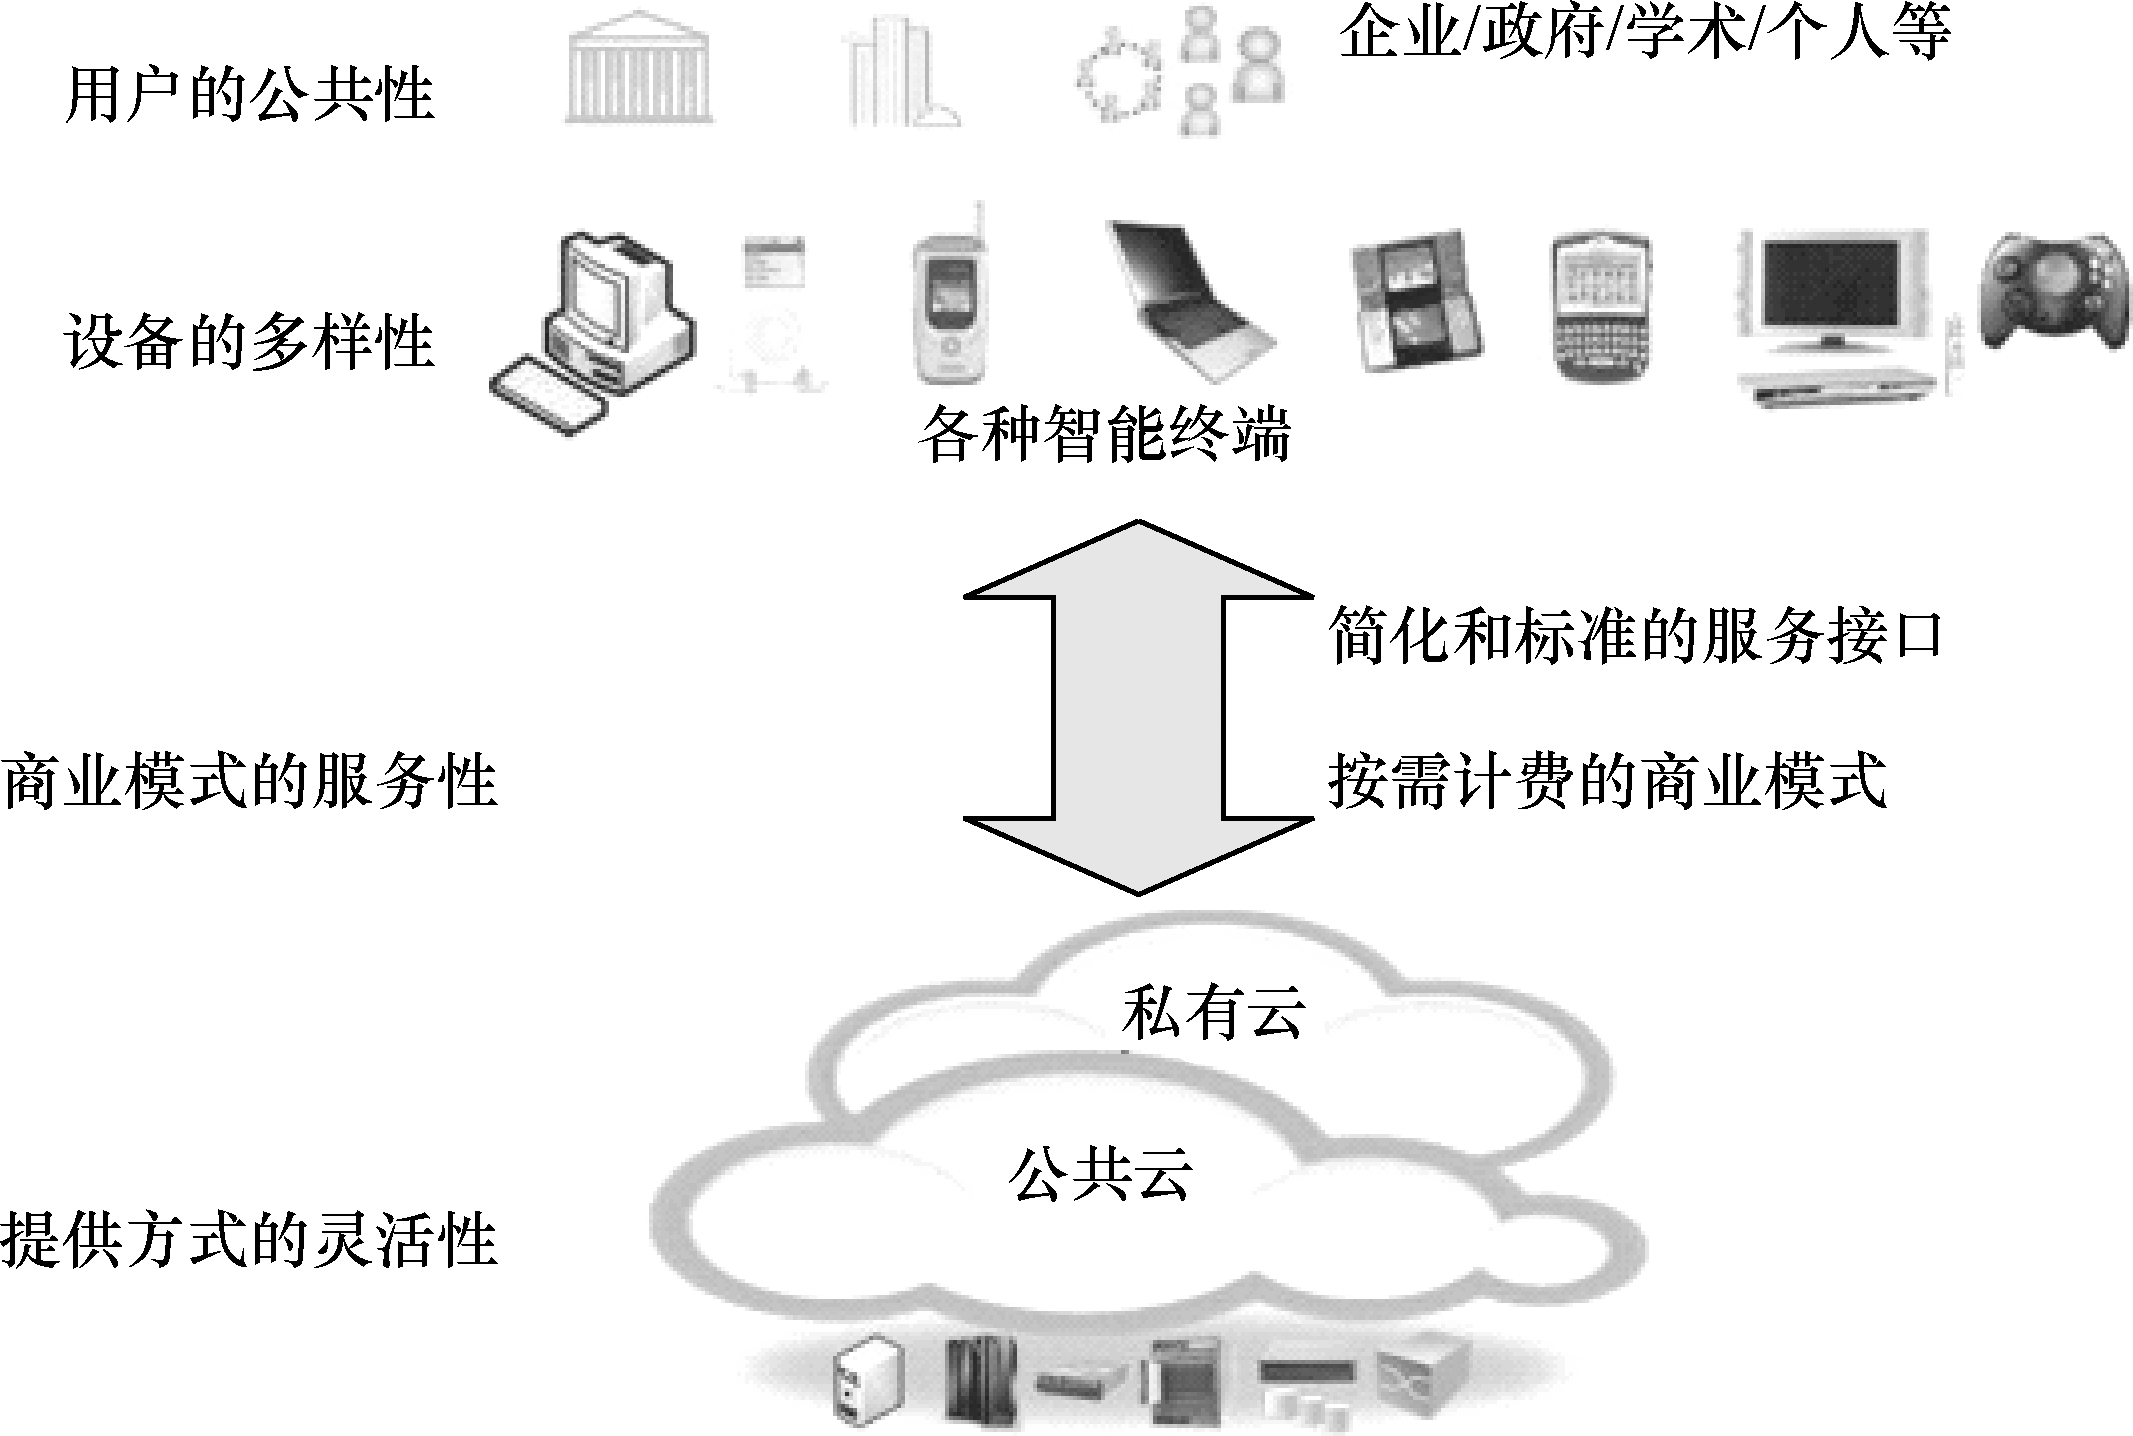 企业/政府/学术/个人等
用户的公共性
设备的多样性
各种智能终端
简化和标准的服务接口
商业模式的服务性
按需计费的商业模式
私有云
公共云
提供方式的灵活性